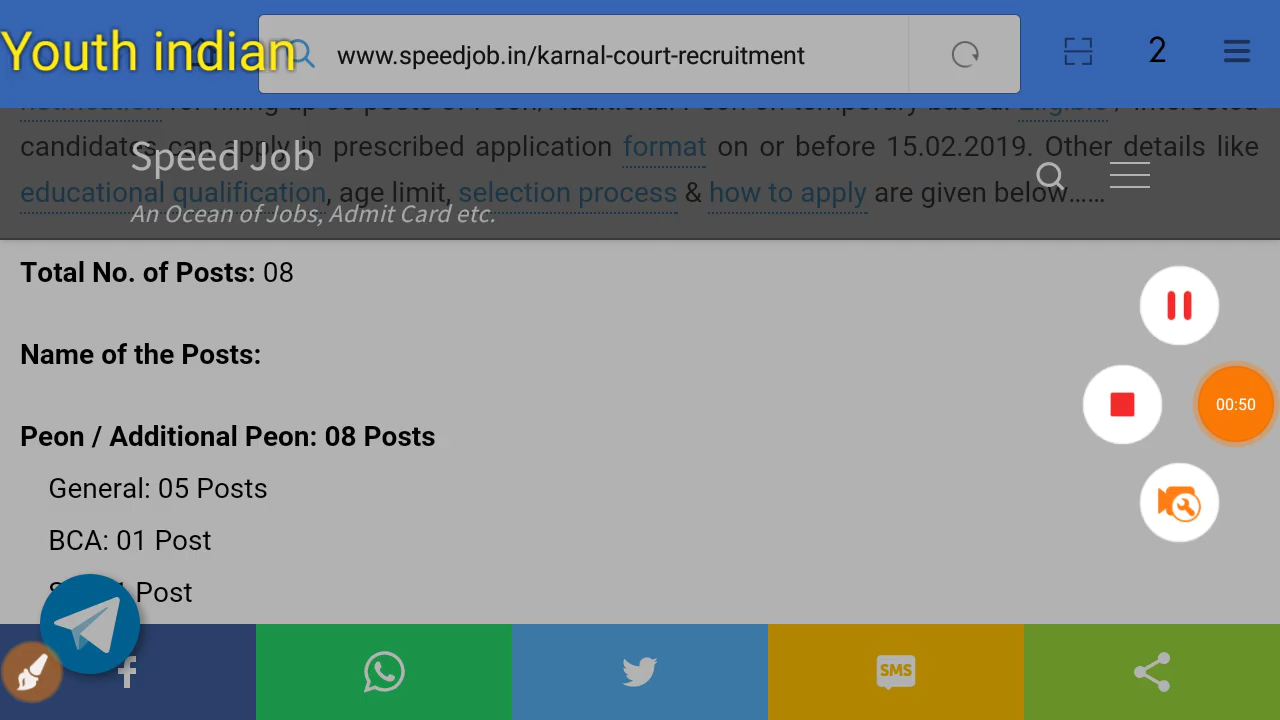 Youth indian
www.speedjob.in/karnal-court-recruitment
2
candidates can apply in prescribed application format on or before 15.02.2019. Other details like
Speed Job
educational qualification, age limit, selection process & how to apply are given below......
An Ocean of Jobs, Admit Card etc.
Total No. of Posts: 08
Name of the Posts:
Peon / Additional Peon: 08 Posts
00:50
General: 05 Posts
BCA: 01 Post
Post
SMS